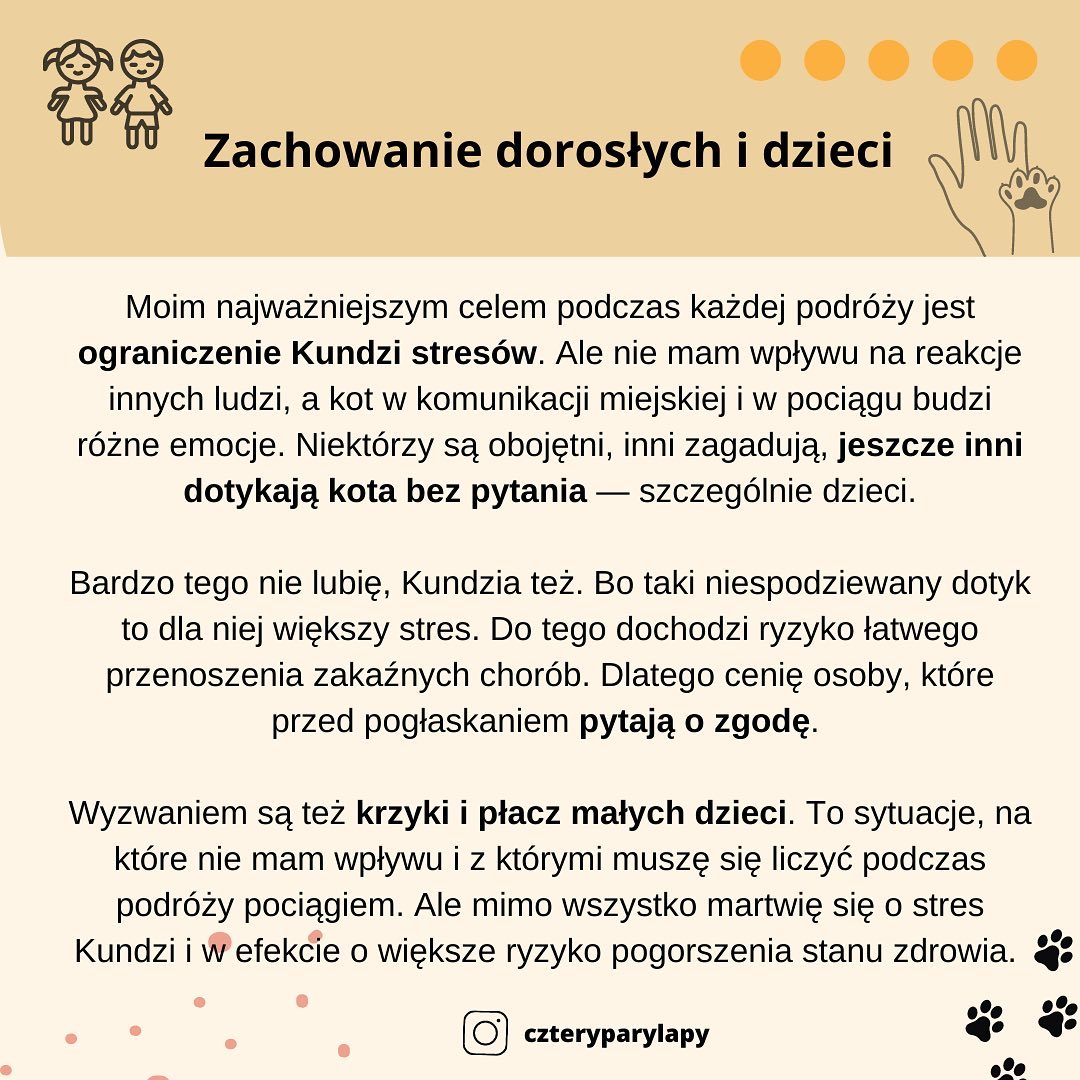 Zachowanie dorosłych i dzieci
Moim najważniejszym celem podczas każdej podróży jest
ograniczenie Kundzi stresów. Ale nie mam wpływu na reakcje
innych ludzi, a kot w komunikacji miejskiej i w pociągu budzi
różne emocje. Niektórzy są obojętni, inni zagadują, jeszcze inni
dotykają kota bez pytania — szczególnie dzieci.
Bardzo tego nie lubię, Kundzia też. Bo taki niespodziewany dotyk
to dla niej większy stres. Do tego dochodzi ryzyko łatwego
przenoszenia zakaźnych chorób. Dlatego cenię osoby, które
przed pogłaskaniem pytają o zgodę.
Wyzwaniem są też krzyki i płacz małych dzieci. To sytuacje, na
które nie mam wpływu i z którymi muszę się liczyć podczas
podróży pociągiem. Ale mimo wszystko martwię się o stres
Kundzi i w efekcie o większe ryzyko pogorszenia stanu zdrowia.
czteryparylapy